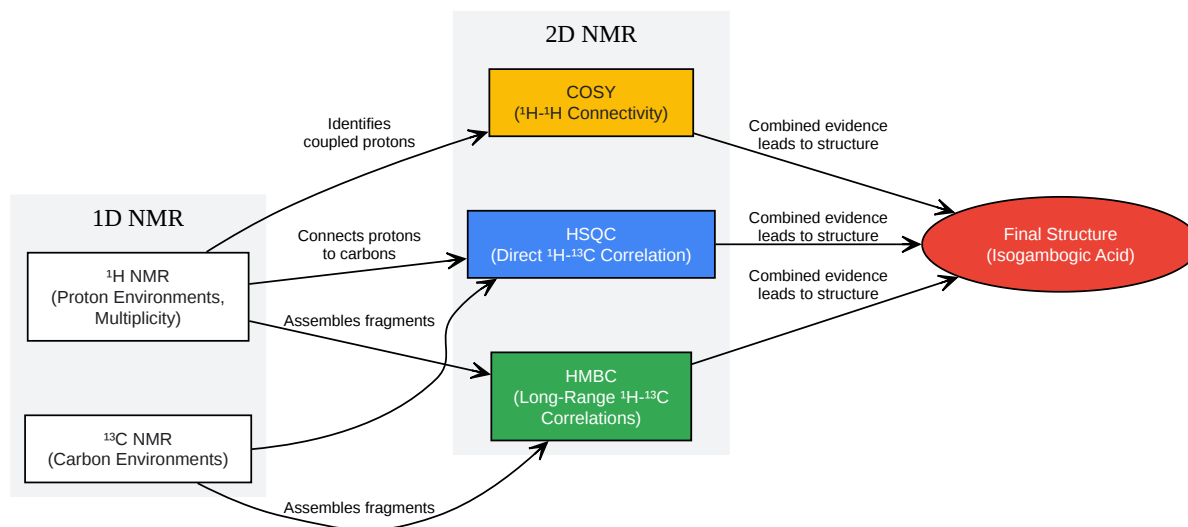 2D NMR
COSY
(¹H-¹H Connectivity)
Identifies
coupled protons
Combined evidence
leads to structure
1D NMR
HSQC
(Direct ¹H-¹³C Correlation)
Connects protons
to carbons
Combined evidence
leads to structure
Final Structure
(Isogambogic Acid)
¹H NMR
(Proton Environments,
Multiplicity)
Combined evidence
leads to structure
Assembles fragments
HMBC
(Long-Range ¹H-¹³C
Correlations)
¹³C NMR
(Carbon Environments)
Assembles fragments